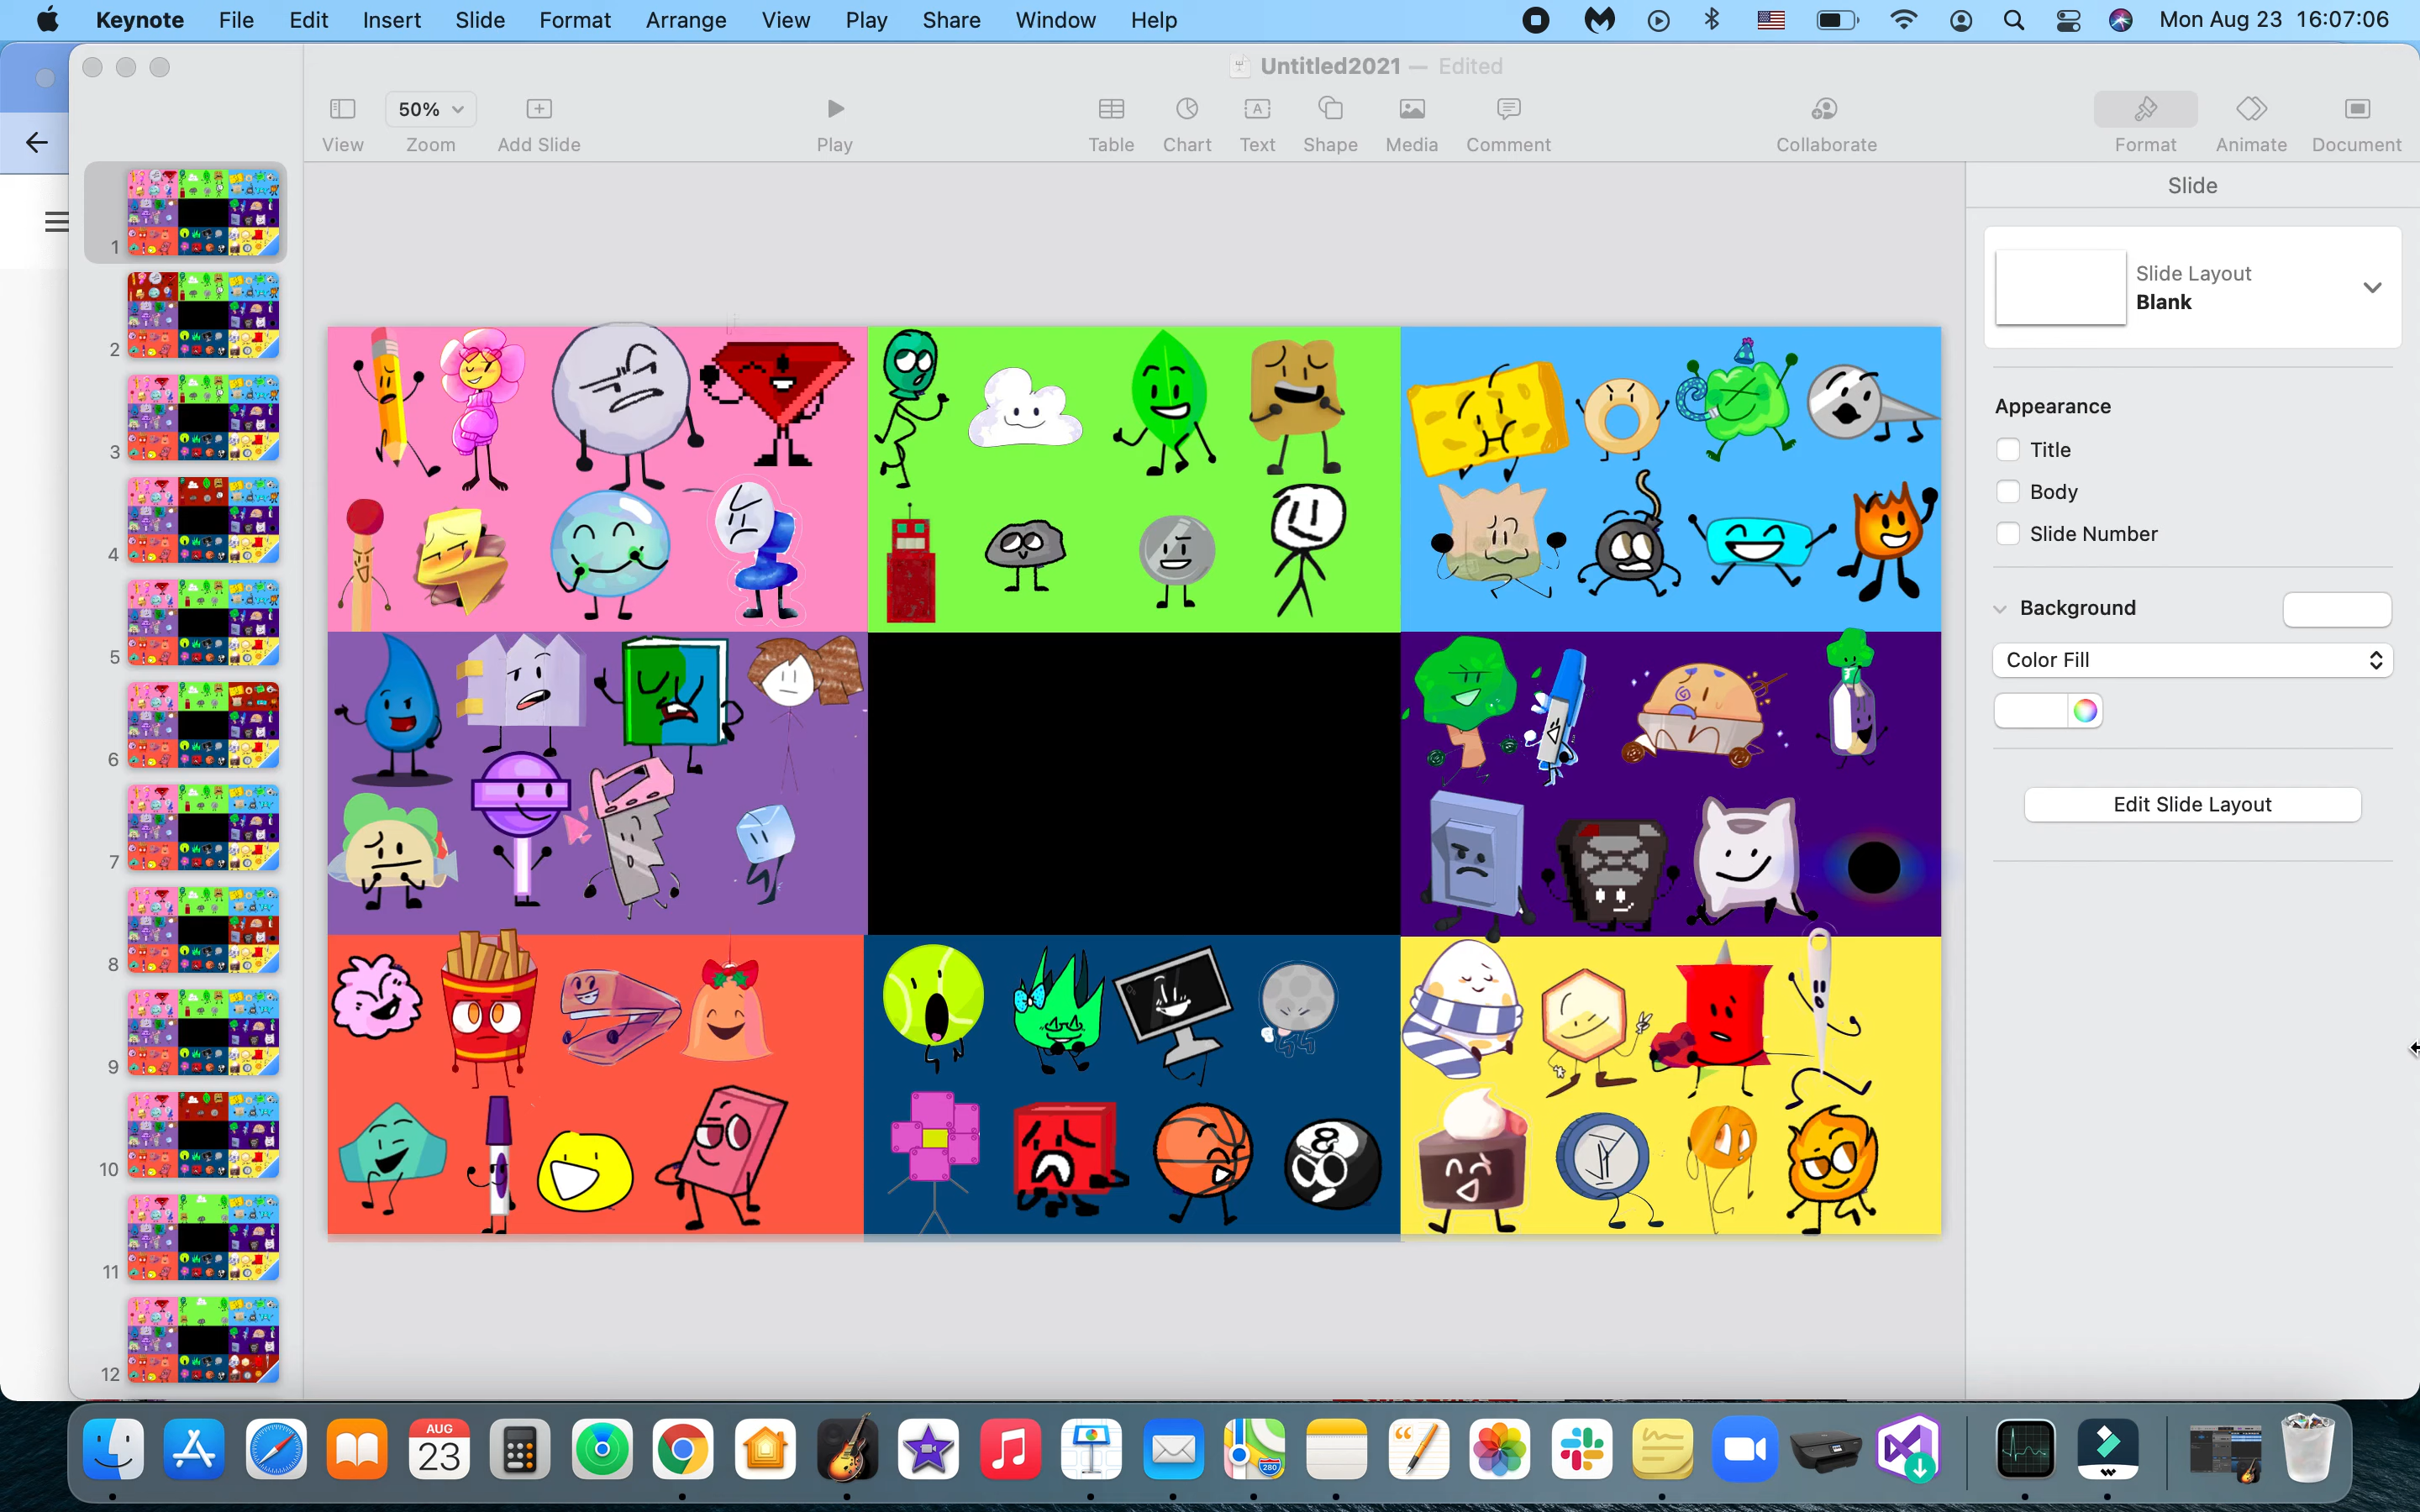 Keynote File Edit Insert Slide Format Arrange View Play Share Window Help Mon Aug 23 16:07:06
Untitled2021 — Edited
50%
View Zoom Add Slide Play Table Chart Text Shape Media Comment Collaborate Format Animate Document
Slide
Slide Layout
Blank
Appearance
Title
Body
Slide Number
Background
Color Fill
Edit Slide Layout
1
2
3
4
5
6
7
8
9
10
11
12
8
AUG
23
280